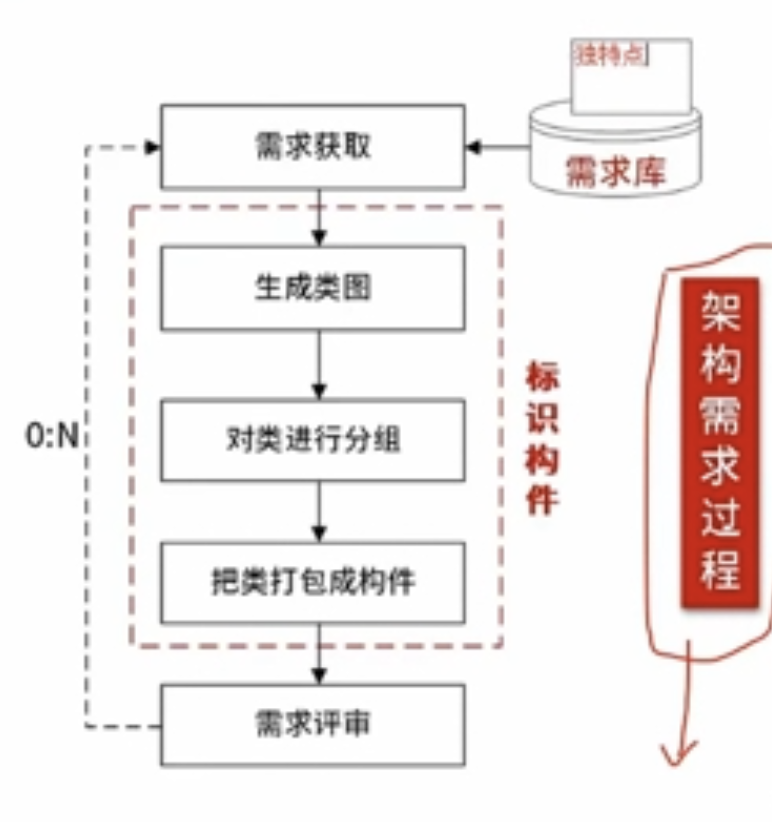 独特点
需求获取
需求库
生成类图
对类进行分组
把类打包成构件
需求评审
0:N
标识构件
架构需求过程